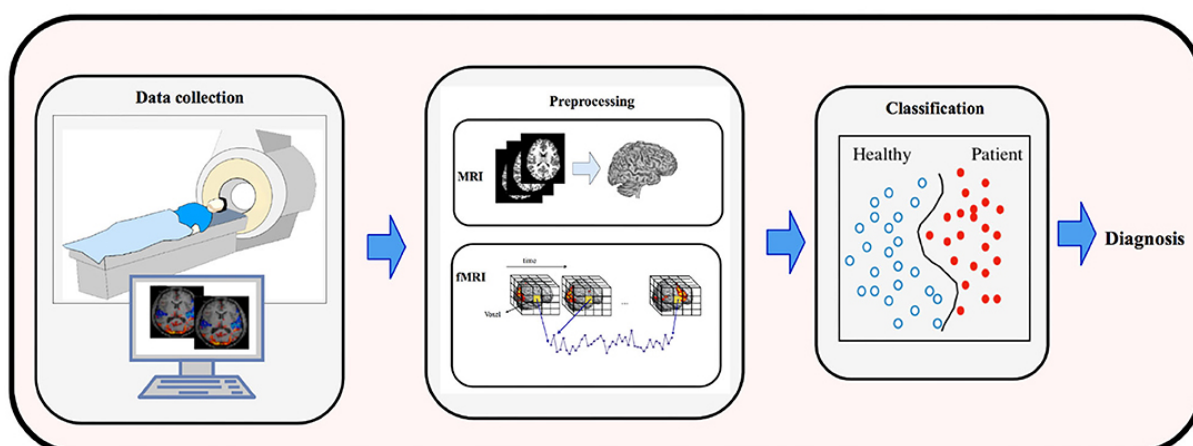 Data collection
Preprocessing
MRI
fMRI
time
Voxel
...
Classification
Healthy
Patient
Diagnosis